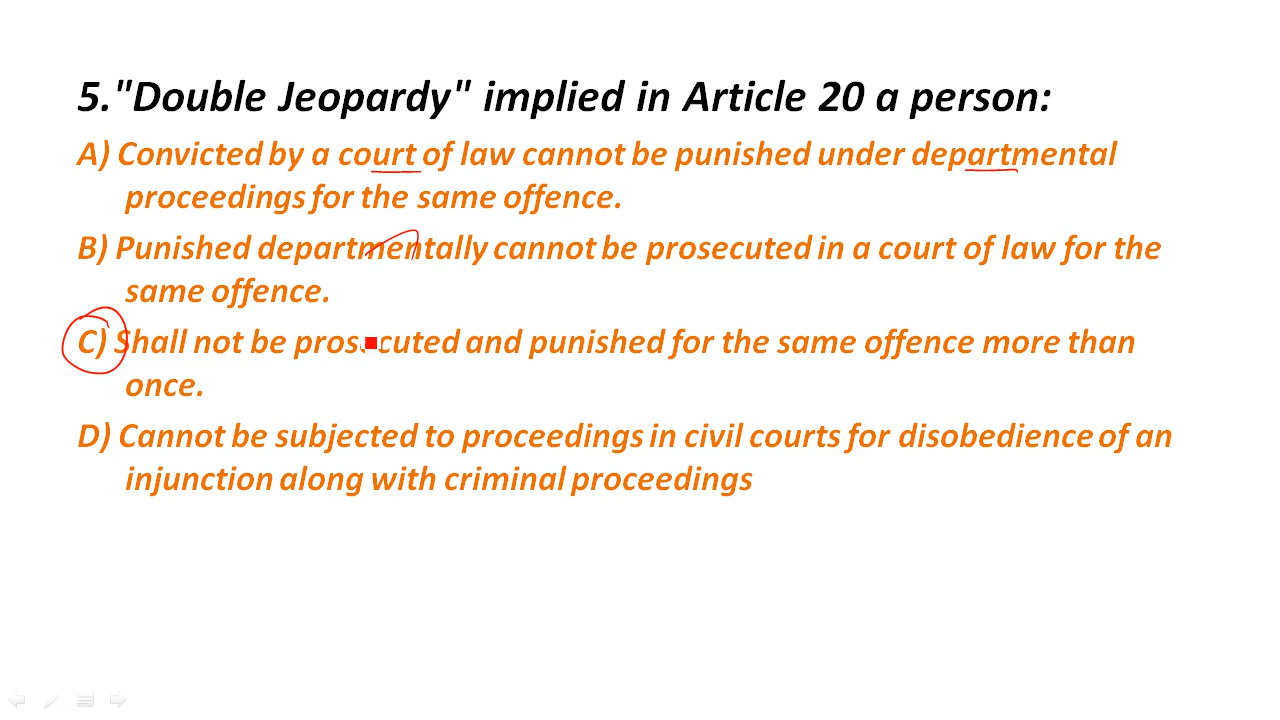 5."Double Jeopardy" implied in Article 20 a person:
A) Convicted by a court of law cannot be punished under departmental
proceedings for the same offence.
B) Punished departmentally cannot be prosecuted in a court of law for the
same offence.
C) Shall not be prosecuted and punished for the same offence more than
once.
D) Cannot be subjected to proceedings in civil courts for disobedience of an
injunction along with criminal proceedings